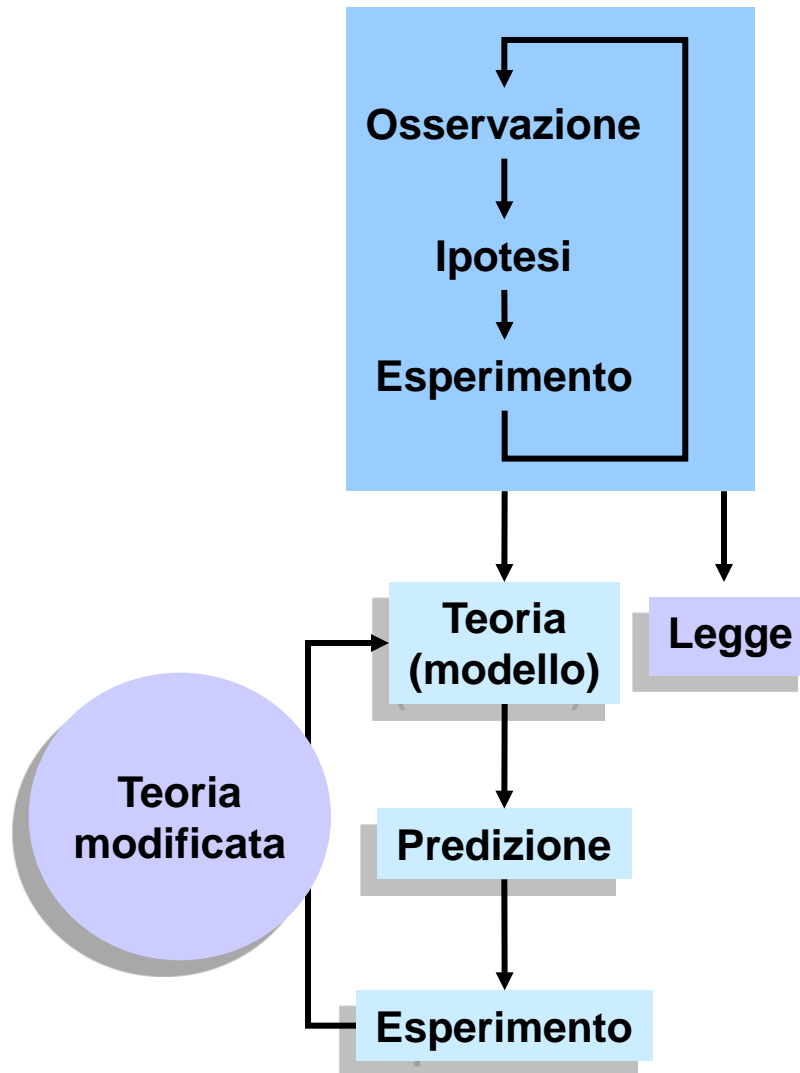 Osservazione
Ipotesi
Esperimento
Teoria
(modello)
Legge
Teoria
modificata
Predizione
Esperimento